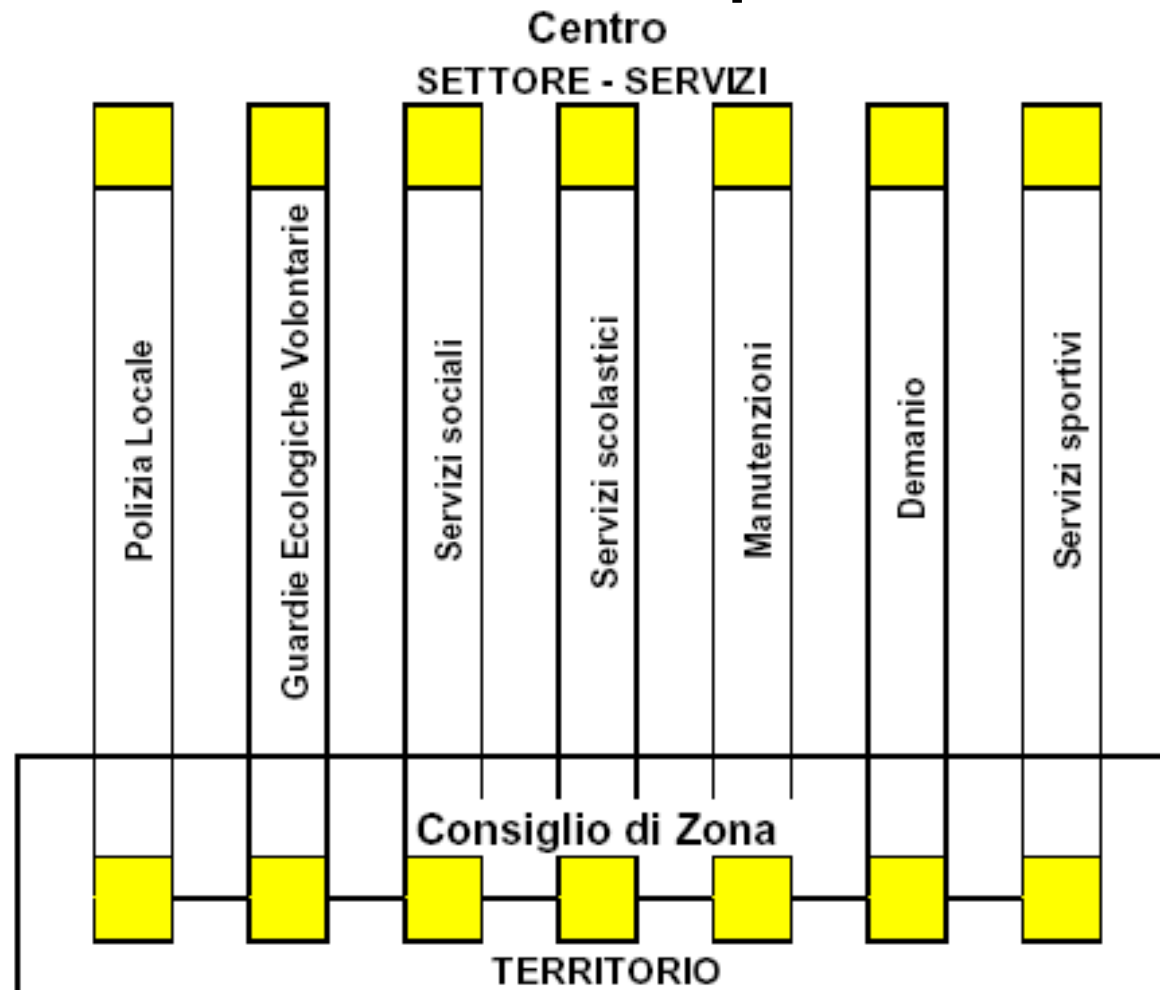 Centro
SETTORE - SERVIZI
Polizia Locale
Guardie Ecologiche Volontarie
Servizi sociali
Servizi scolastici
Manutenzioni
Demanio
Servizi sportivi
Consiglio di Zona
TERRITORIO